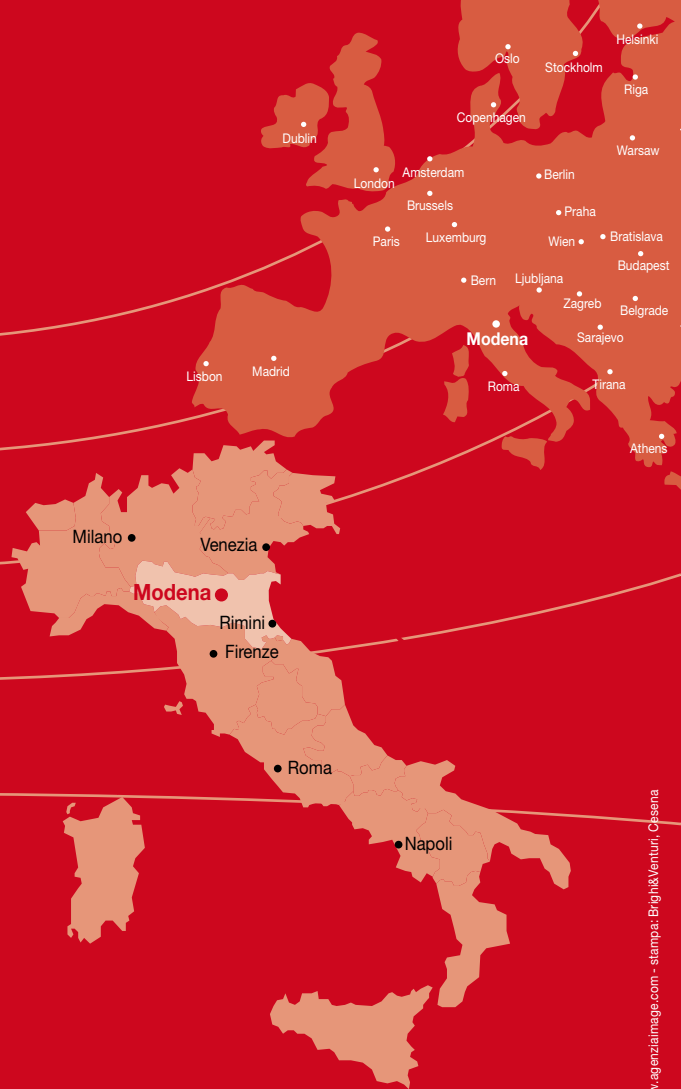 Helsinki
Oslo
Stockholm
Riga
Copenhagen
Dublin
Warsaw
Amsterdam
London
Berlin
Brussels
Praha
Paris
Luxemburg
Wien
Bratislava
Budapest
Bern
Ljubljana
Zagreb
Belgrade
Modena
Sarajevo
Lisbon
Madrid
Roma
Tirana
Athens
Milano
Venezia
Modena
Rimini
Firenze
Roma
Napoli
.agenziaimage.com - stampa: Brighi&Venturi, Cesena